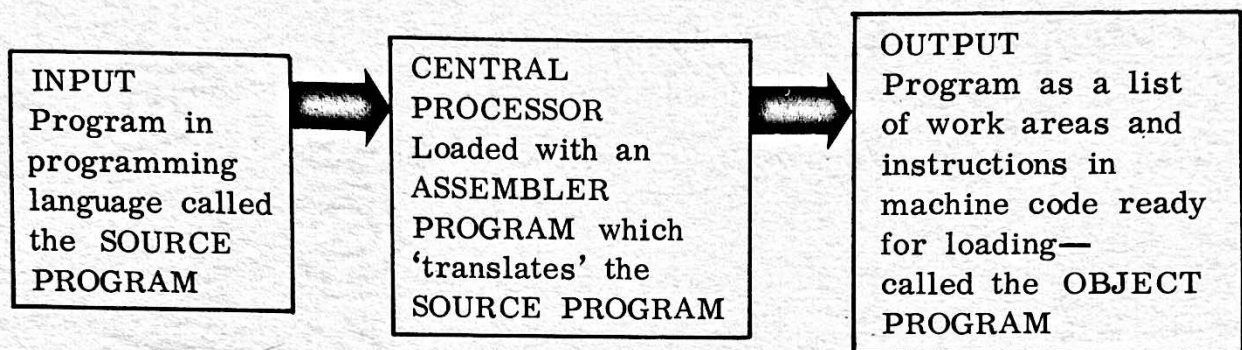 INPUT
Program in
programming
language called
the SOURCE
PROGRAM
CENTRAL
PROCESSOR
Loaded with an
ASSEMBLER
PROGRAM which
‘translates’ the
SOURCE PROGRAM
OUTPUT
Program as a list
of work areas and
instructions in
machine code ready
for loading—
called the OBJECT
PROGRAM